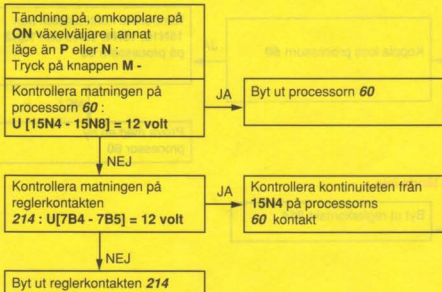 Tändning på, omkopplare på
ON växelväljare i annat
läge än P eller N :
Tryck på knappen M -
Kontrollera matningen på
processorn 60 :
U [15N4 - 15N8] = 12 volt
JA
Byt ut processorn 60
NEJ
Kontrollera matningen på
reglerkontakten
214 : U[7B4 - 7B5] = 12 volt
JA
Kontrollera kontinuiteten från
15N4 på processorns
60 kontakt
NEJ
Byt ut reglerkontakten 214